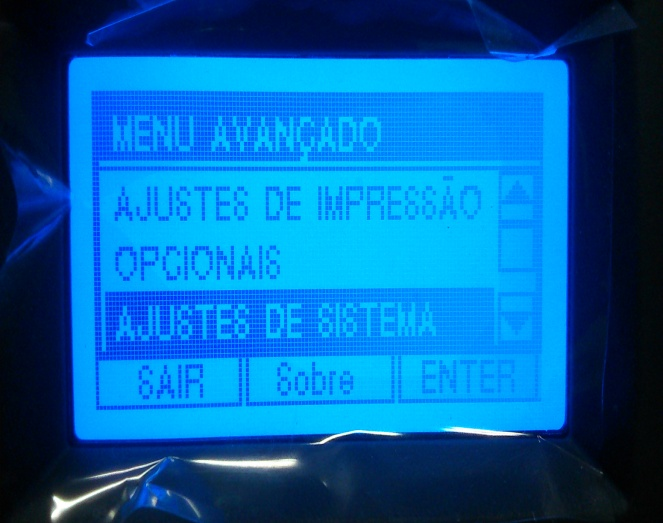 MENU AVANÇADO
AJUSTES DE IMPRESSÃO
OPCIONAIS
AJUSTES DE SISTEMA
SAIR Sobre ENTER